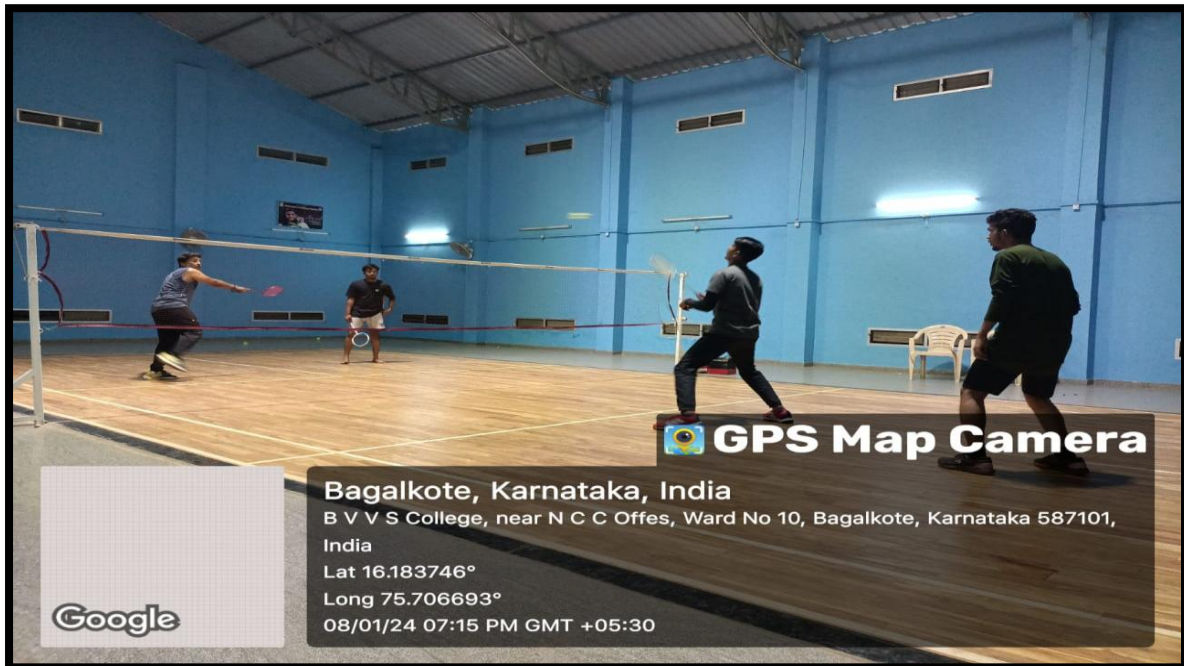 GPS Map Camera
Bagalkote, Karnataka, India
B V V S College, near N C C Offes, Ward No 10, Bagalkote, Karnataka 587101,
India
Lat 16.183746°
Long 75.706693°
08/01/24 07:15 PM GMT +05:30
Google